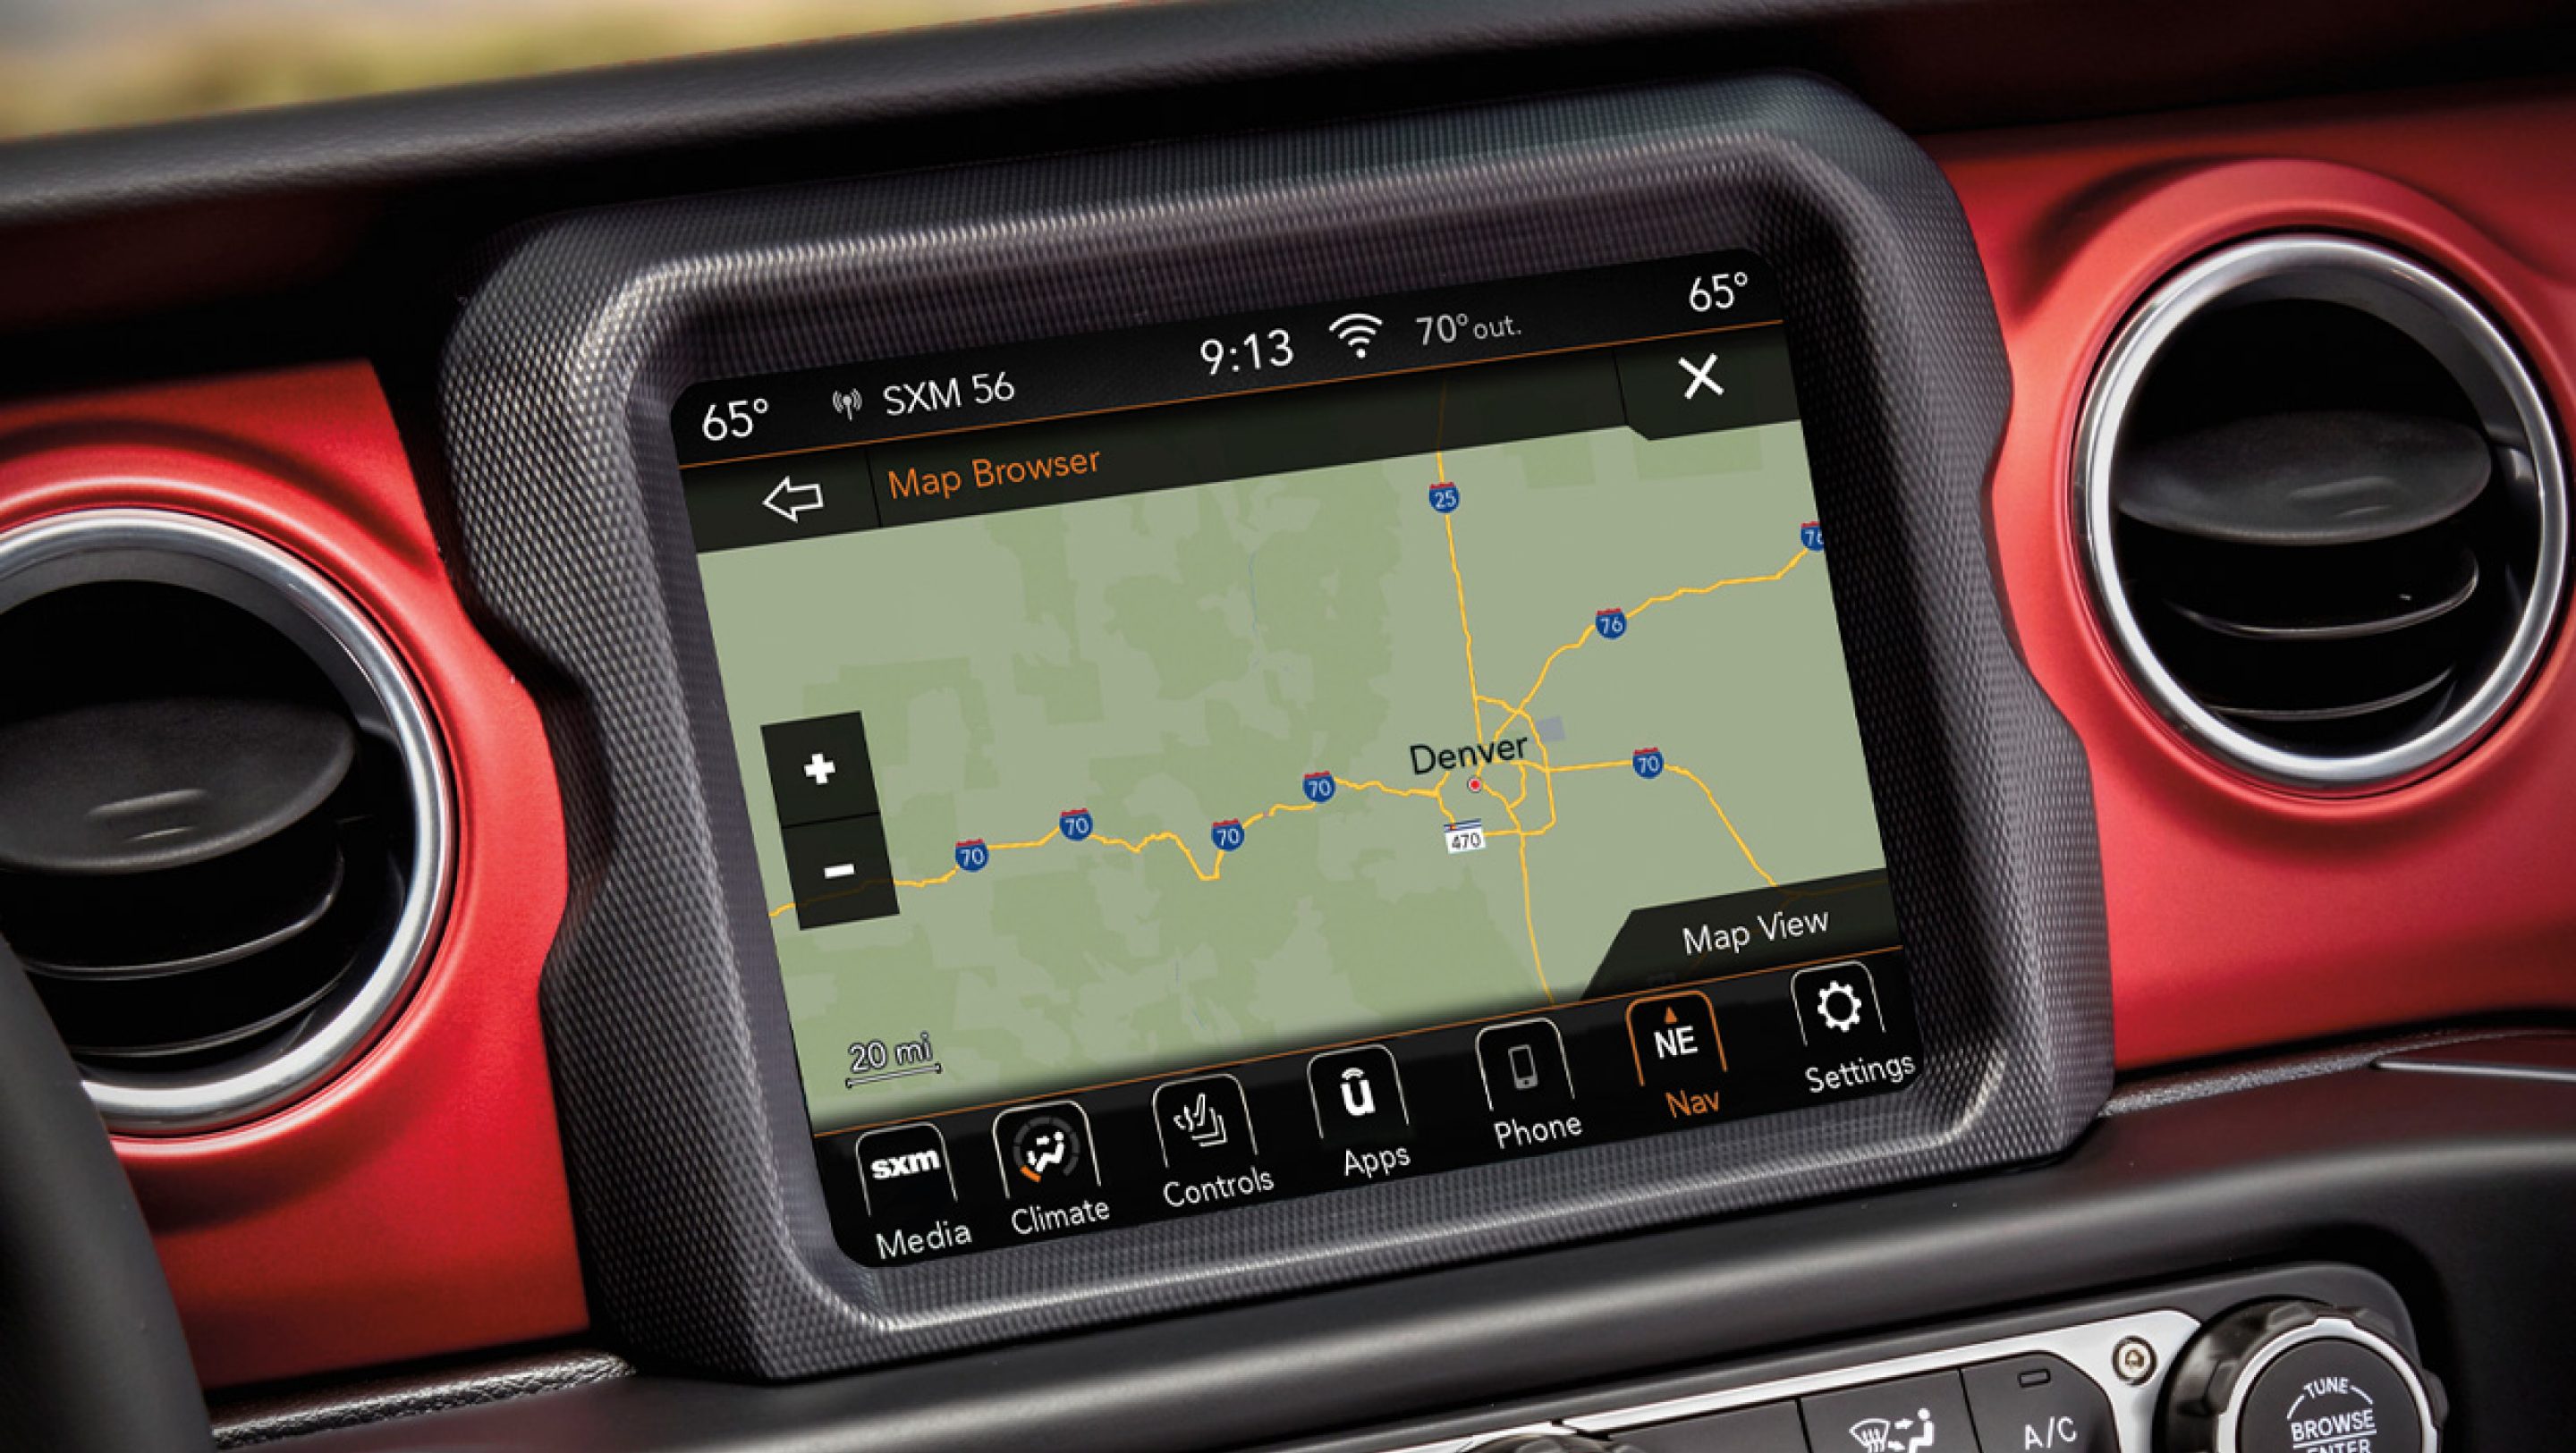 65° SXM 56 9:13 70° out. 65°
Map Browser
25
76
76
Denver
70
70
70
70
70
470
+
-
20 mi
Map View
sxm
NE
Media Climate Controls Apps Phone Nav Settings
û
A/C
TUNE
BROWSE
ENTER